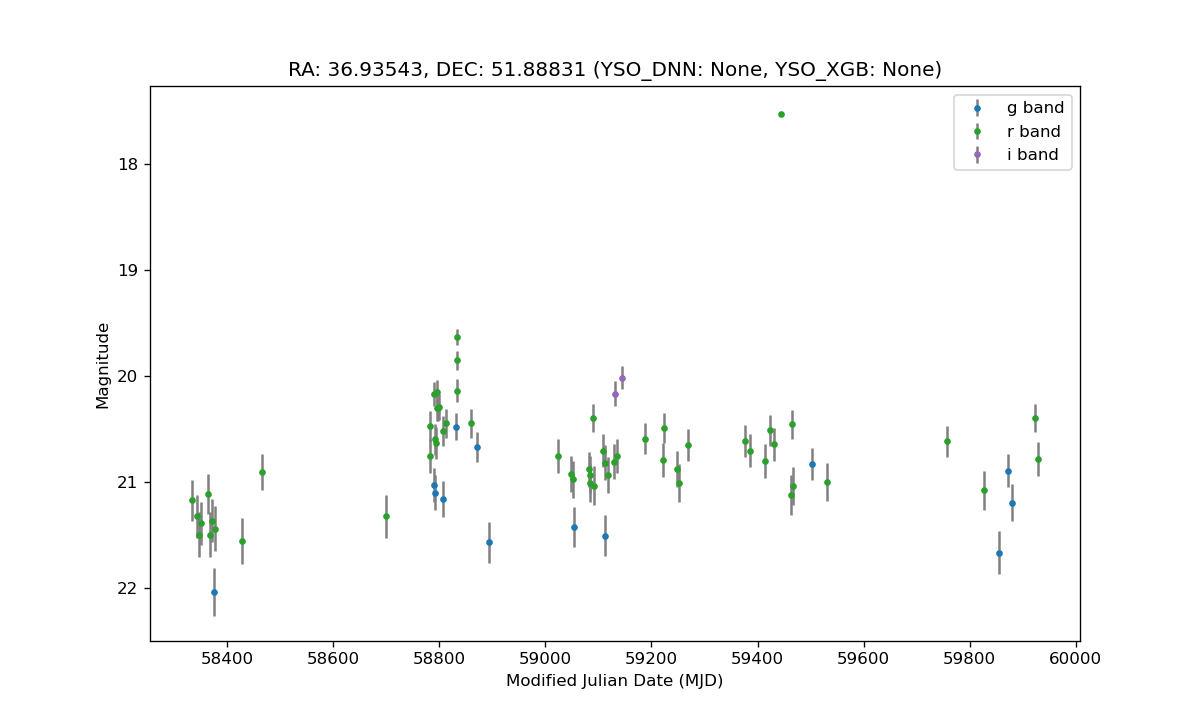 RA: 36.93543, DEC: 51.88831 (YSO_DNN: None, YSO_XGB: None)
g band
r band
i band
18
19
20
21
22
Magnitude
58400 58600 58800 59000 59200 59400 59600 59800 60000
Modified Julian Date (MJD)